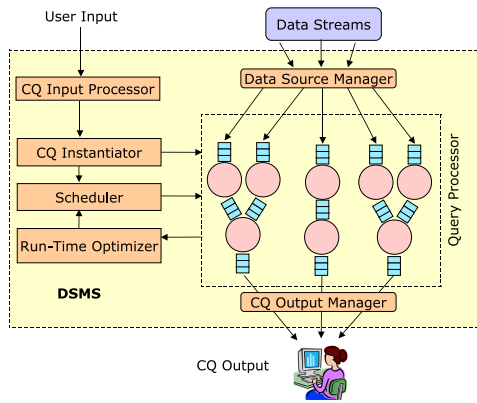 User Input
Data Streams
Data Source Manager
CQ Input Processor
CQ Instantiator
Scheduler
Run-Time Optimizer
Query Processor
DSMS
CQ Output Manager
CQ Output